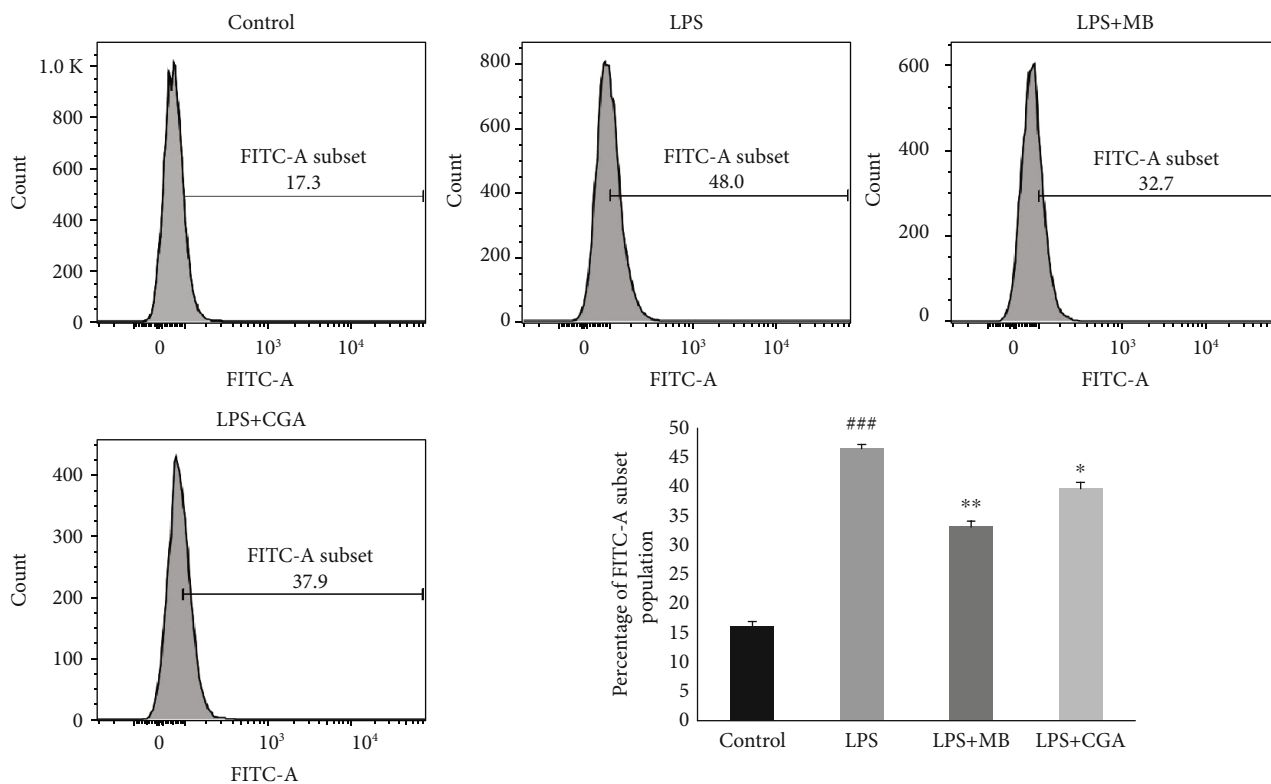 Control
1.0 K
800
600
400
200
0
Count
FITC-A subset
17.3
0
10³
10⁴
FITC-A
LPS
800
600
400
200
0
Count
FITC-A subset
48.0
0
10³
10⁴
FITC-A
LPS+MB
600
400
200
0
Count
FITC-A subset
32.7
0
10³
10⁴
FITC-A
LPS+CGA
400
300
200
100
0
Count
FITC-A subset
37.9
0
10³
10⁴
FITC-A
Percentage of FITC-A subset
population
50
45
40
35
30
25
20
15
10
5
0
###
**
*
Control
LPS
LPS+MB
LPS+CGA